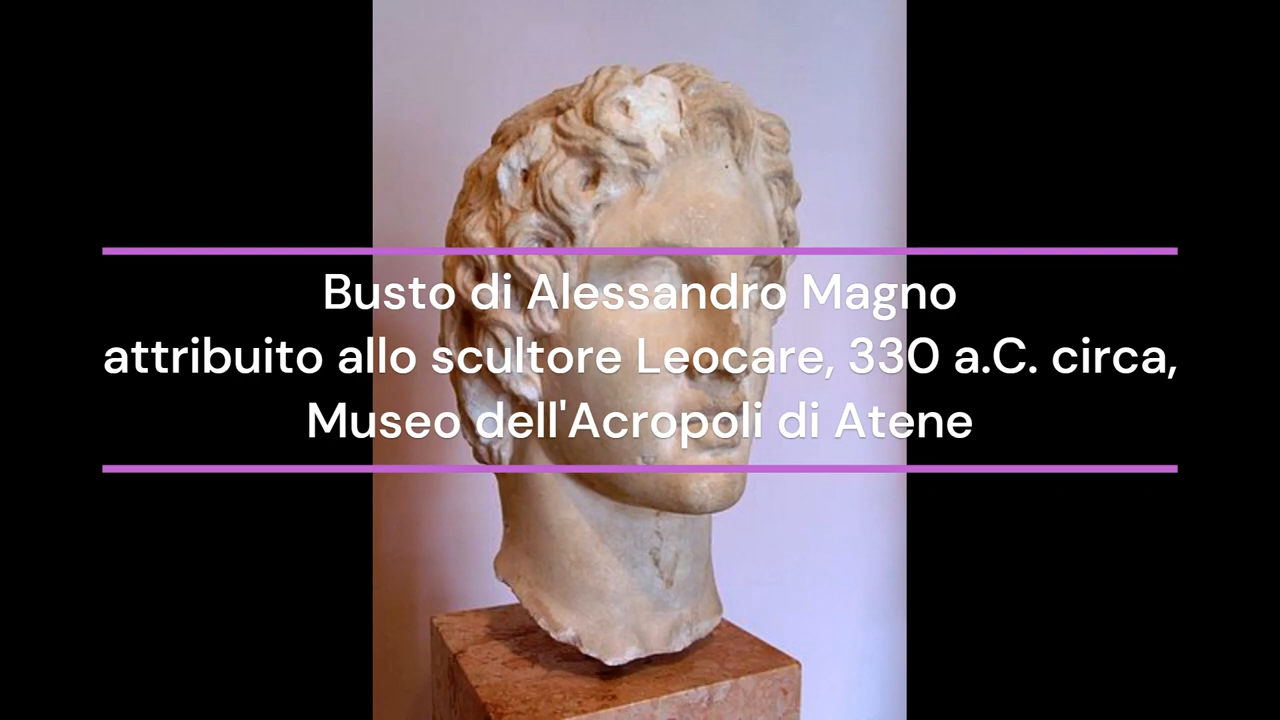 Busto di Alessandro Magno
attribuito allo scultore Leocare, 330 a.C. circa,
Museo dell'Acropoli di Atene